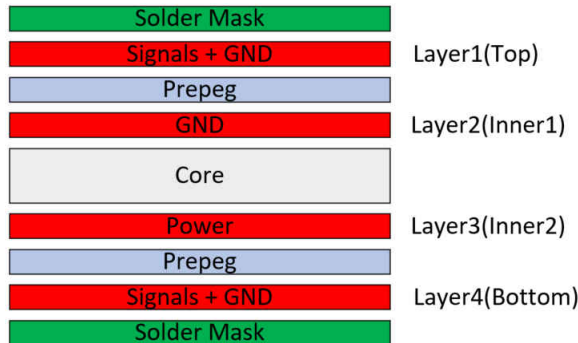 Solder Mask
Signals + GND Layer1(Top)
Prepeg
GND Layer2(Inner1)
Core
Power Layer3(Inner2)
Prepeg
Signals + GND Layer4(Bottom)
Solder Mask